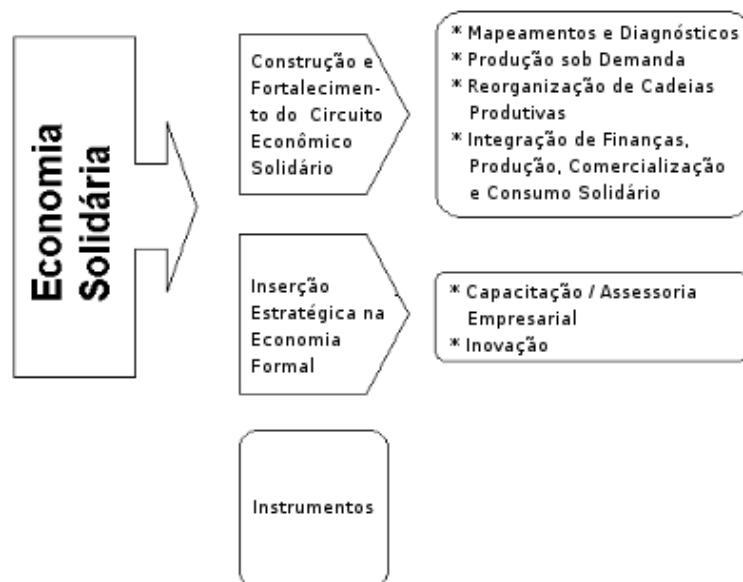 Economia
Solidária
Construção e
Fortalecimen-
to do Circuito
Econômico
Solidário
* Mapeamentos e Diagnósticos
* Produção sob Demanda
* Reorganização de Cadeias
Produtivas
* Integração de Finanças,
Produção, Comercialização
e Consumo Solidário
Inserção
Estratégica na
Economia
Formal
* Capacitação / Assessoria
Empresarial
* Inovação
Instrumentos